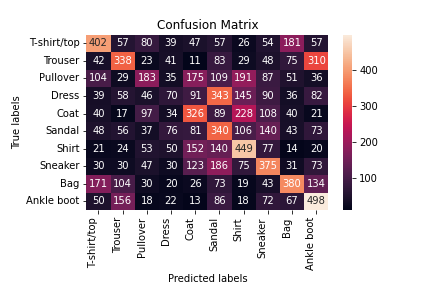 Confusion Matrix
True labels
T-shirt/top 402 57 80 39 47 57 26 54 181 57
Trouser 42 338 23 41 11 83 29 48 75 310
Pullover 104 29 183 35 175 109 191 87 51 36
Dress 39 58 46 70 91 343 145 90 36 82
Coat 40 17 97 34 326 89 228 108 40 21
Sandal 48 56 37 76 81 340 106 140 43 73
Shirt 21 24 53 50 152 140 449 77 14 20
Sneaker 30 30 47 30 123 186 75 375 31 73
Bag 171 104 30 20 26 73 19 43 380 134
Ankle boot 50 156 18 22 13 86 18 72 67 498
T-shirt/top Trouser Pullover Dress Coat Sandal Shirt Sneaker Bag Ankle boot
Predicted labels
400
300
200
100